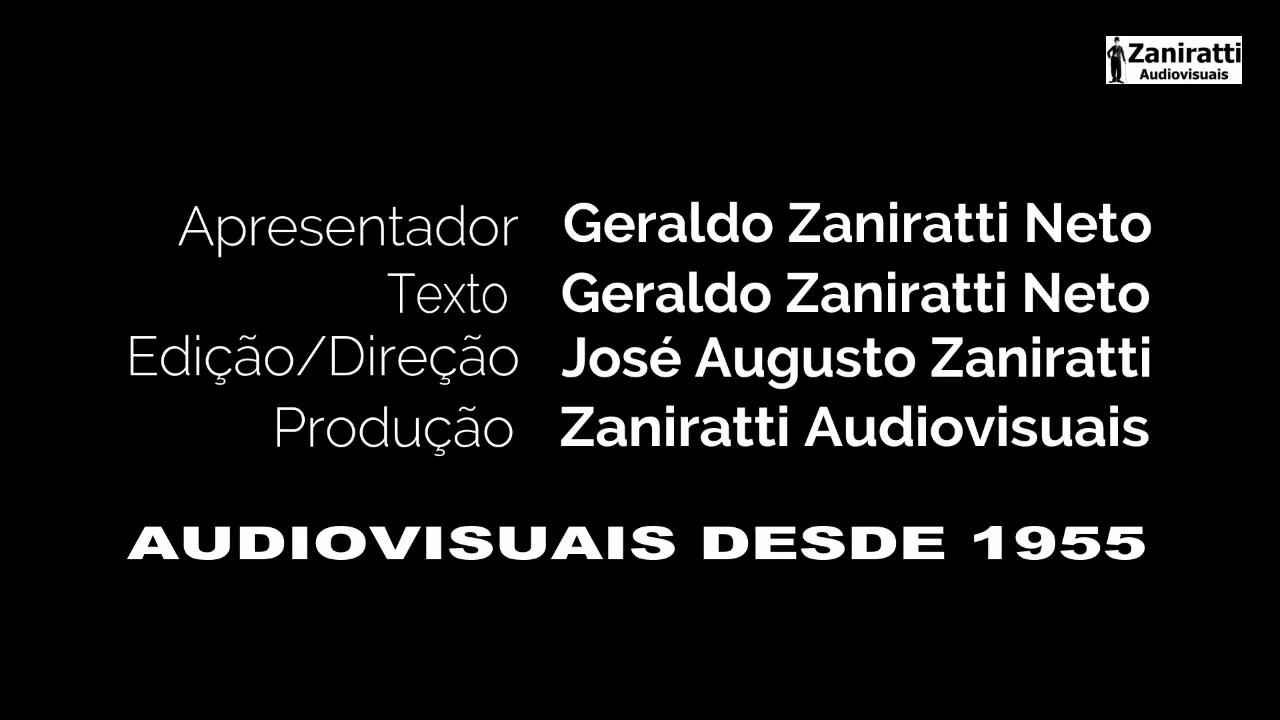 Zaniratti
Audiovisuais
Apresentador Geraldo Zaniratti Neto
Texto Geraldo Zaniratti Neto
Edição/Direção José Augusto Zaniratti
Produção Zaniratti Audiovisuais
AUDIOVISUAIS DESDE 1955